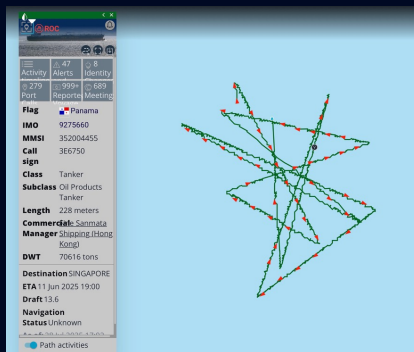 ROC
Activity
47
Alerts
8
Identity
279
Port
999+
Reporte
689
Meeting
Flag Panama
IMO 9275660
MMSI 352004455
Call sign 3E6750
Class Tanker
Subclass Oil Products
Tanker
Length 228 meters
Commercial Sanmata
Manager Shipping (Hong
Kong)
DWT 70616 tons
Destination SINGAPORE
ETA 11 Jun 2025 19:00
Draft 13.6
Navigation
Status Unknown
Path activities